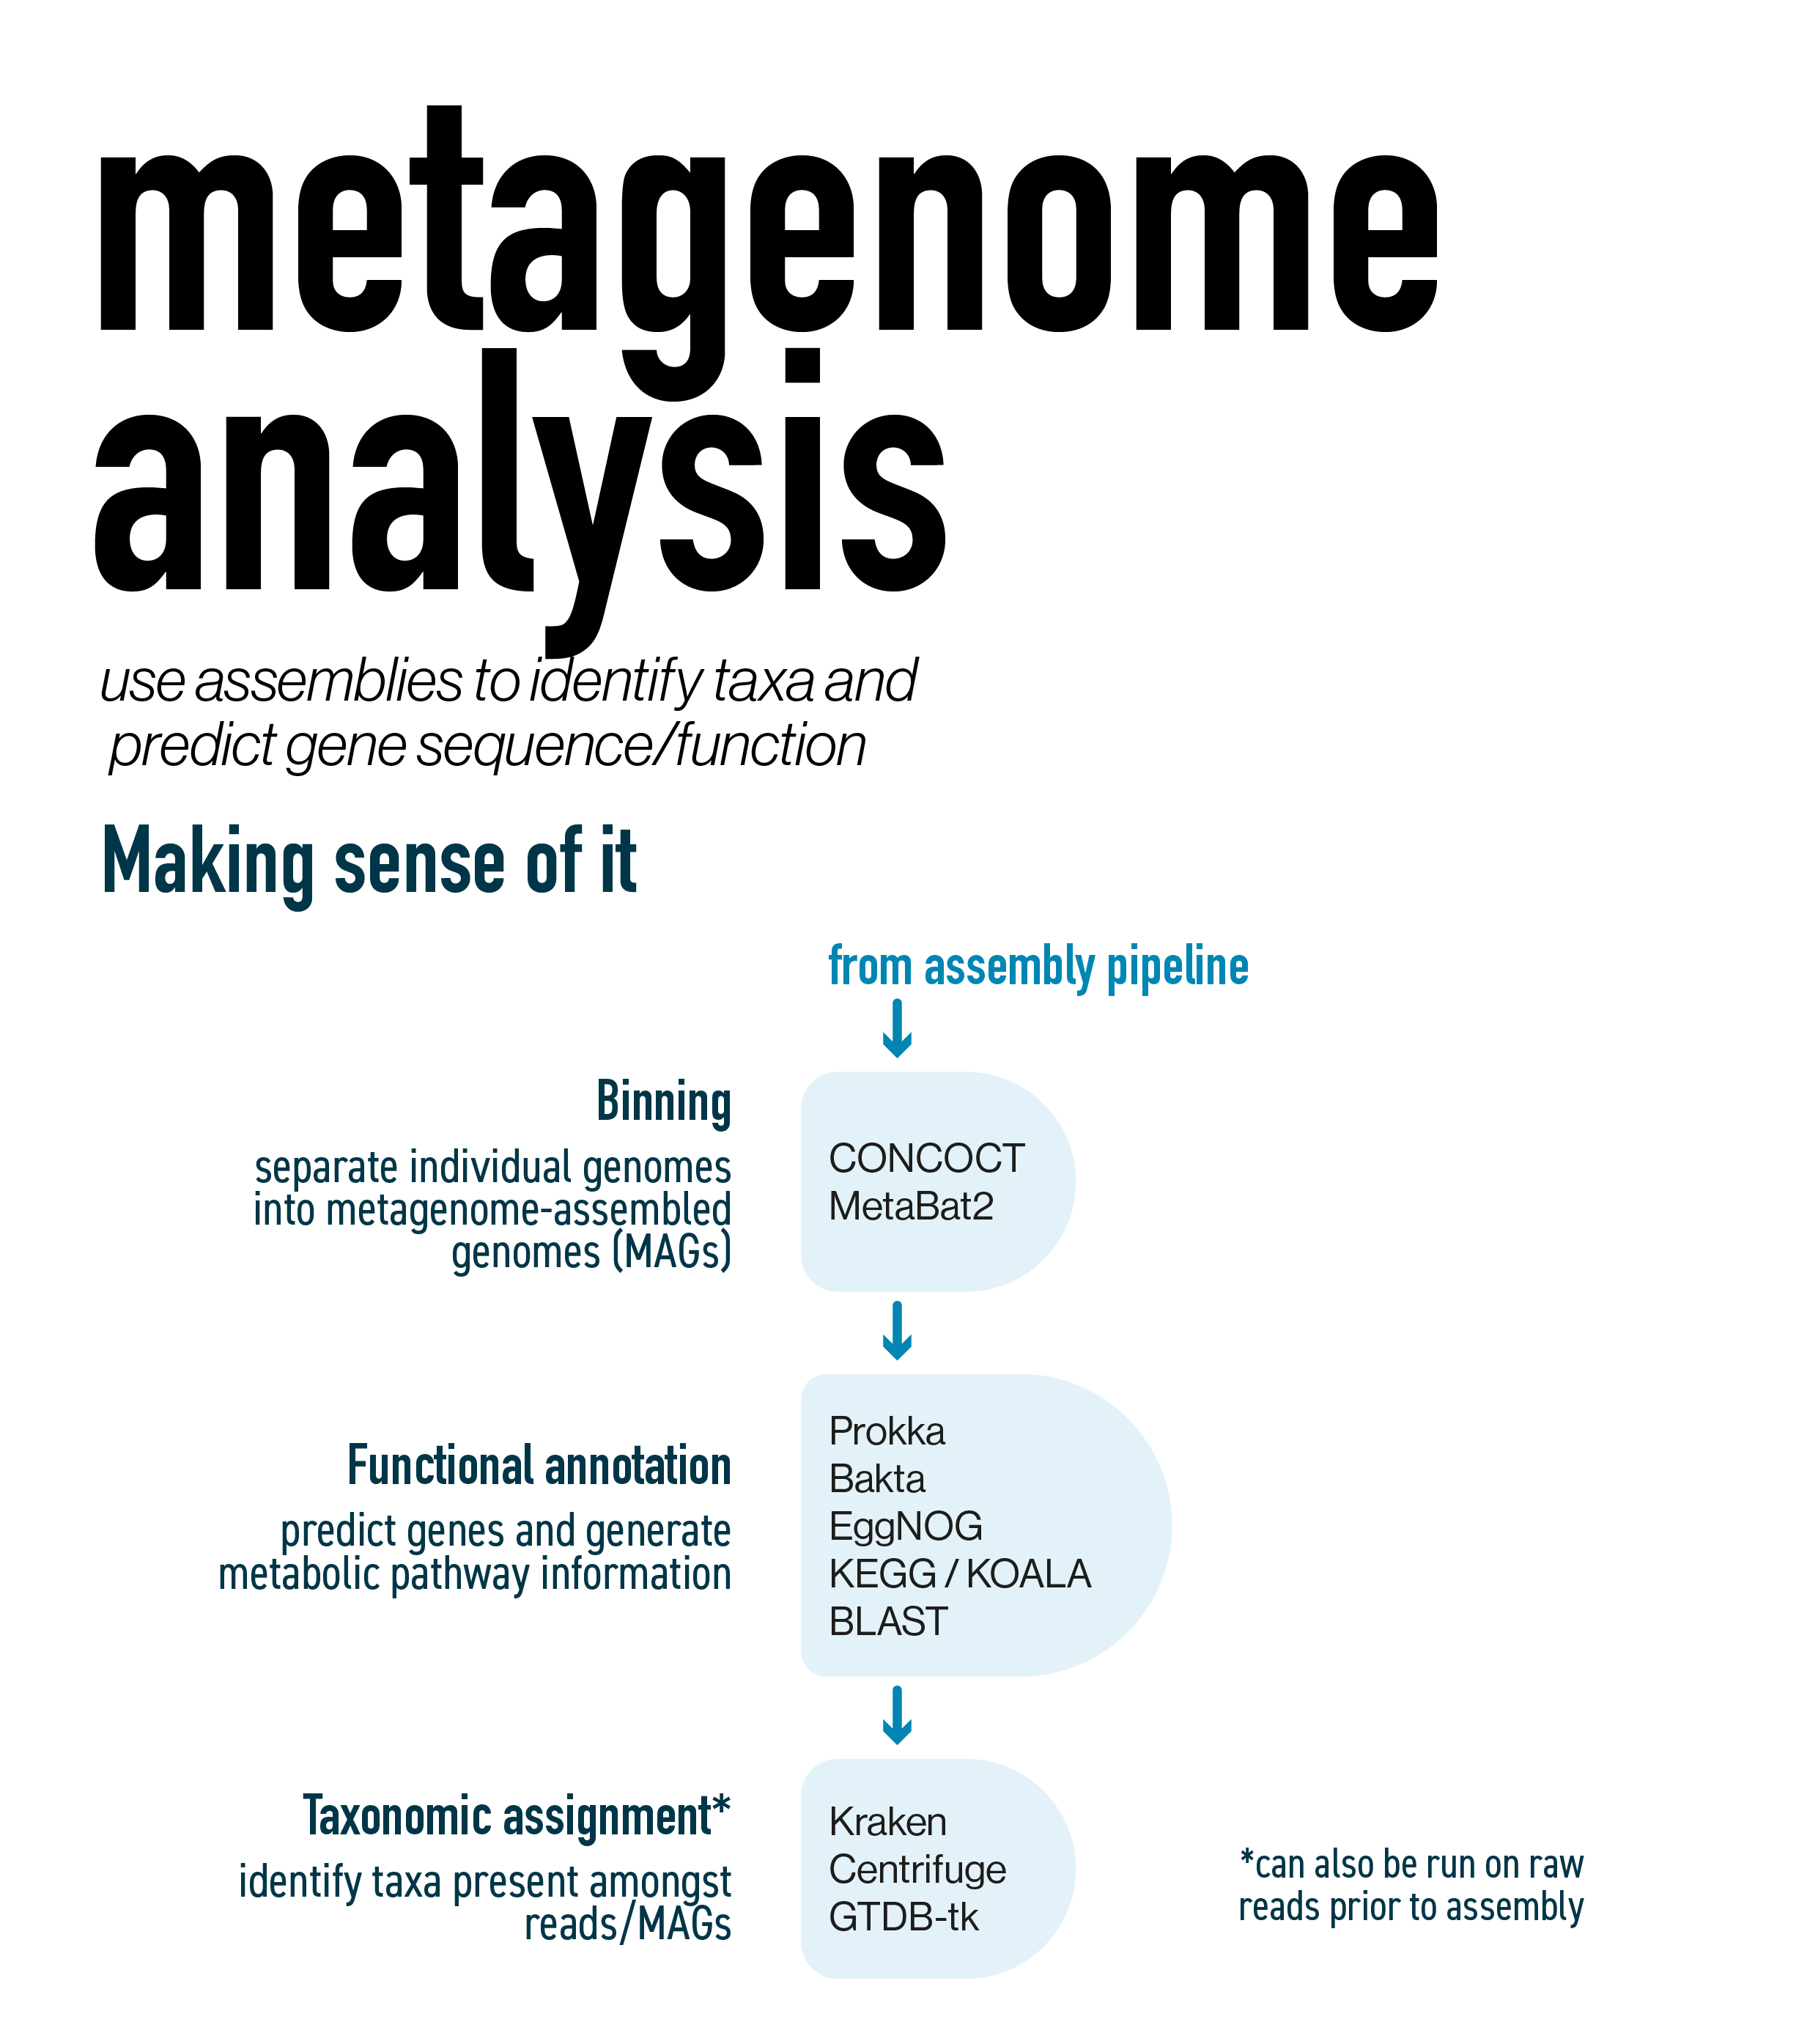 metagenome
analysis
use assemblies to identify taxa and
predict gene sequence/function
Making sense of it
from assembly pipeline
Binning
separate individual genomes
into metagenome-assembled
genomes (MAGs)
CONCOCT
MetaBat2
Functional annotation
predict genes and generate
metabolic pathway information
Prokka
Bakta
EggNOG
KEGG / KOALA
BLAST
Taxonomic assignment*
identify taxa present amongst
reads/MAGs
Kraken
Centrifuge
GTDB-tk
*can also be run on raw
reads prior to assembly